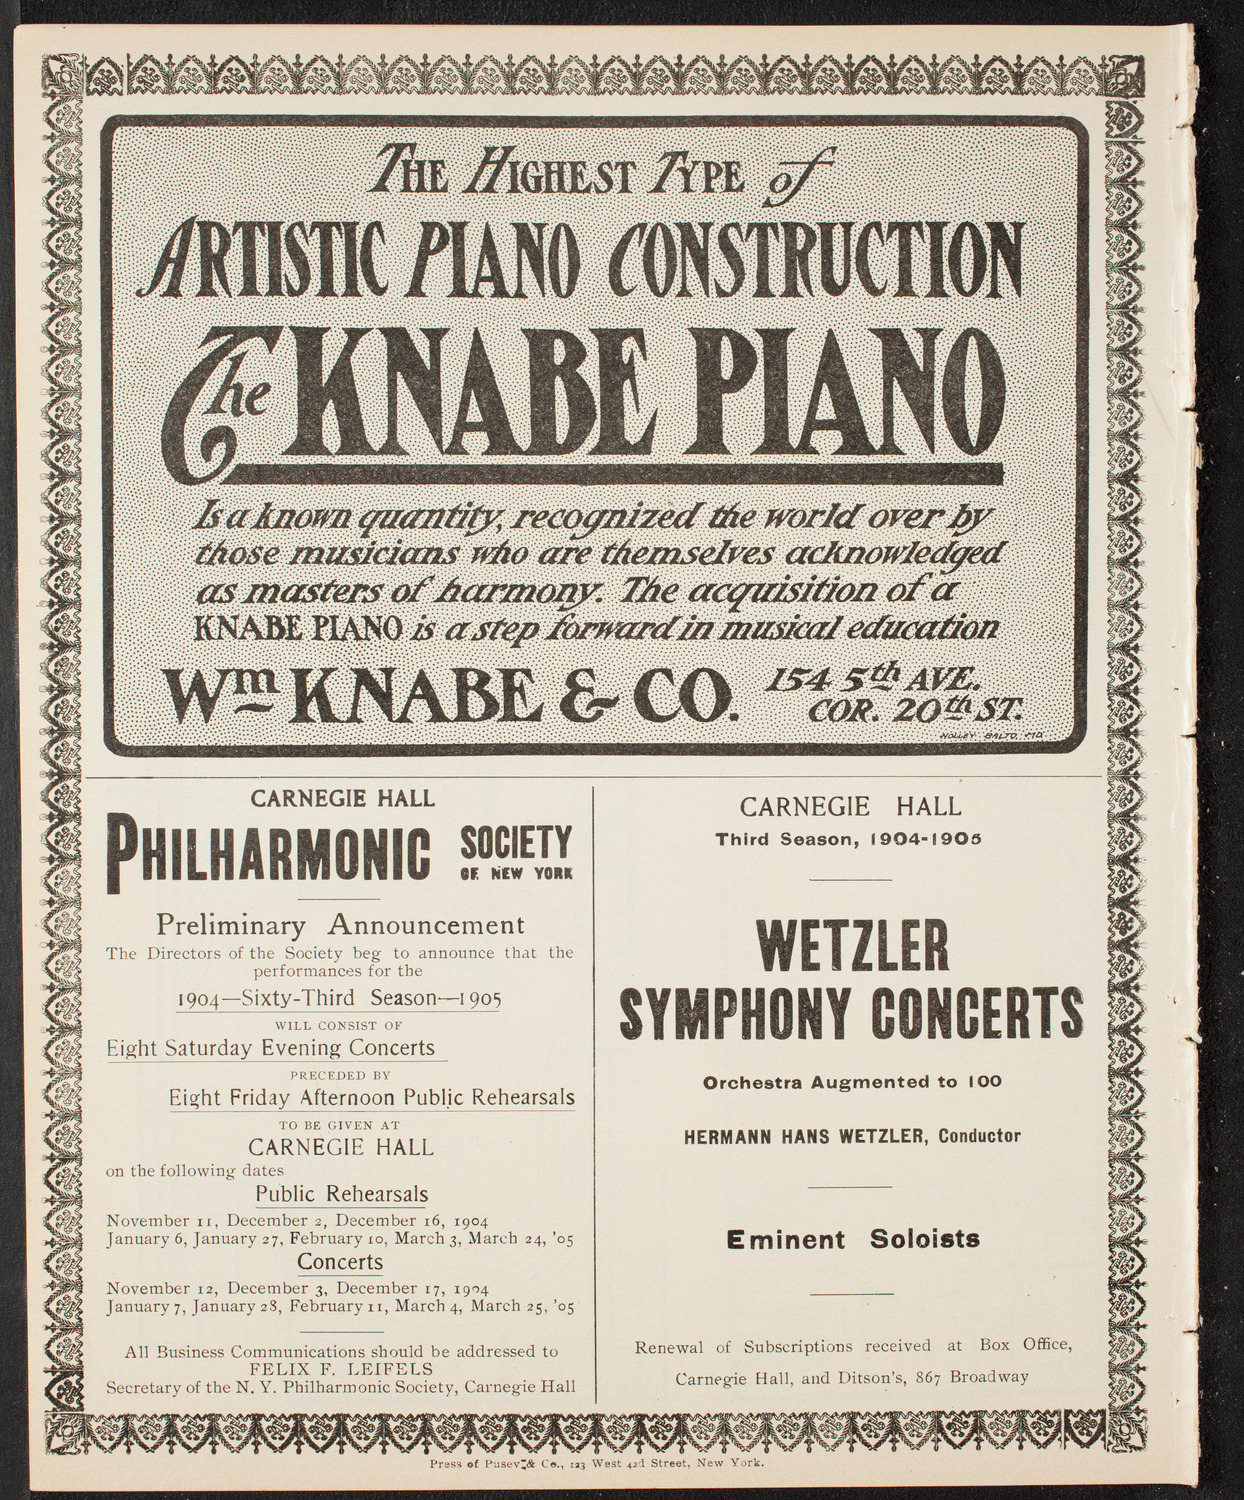 THE HIGHEST TYPE of
ARTISTIC PIANO CONSTRUCTION
The KNABE PIANO
Is a known quantity, recognized the world over by
those musicians who are themselves acknowledged
as masters of harmony. The acquisition of a
KNABE PIANO is a step forward in musical education
Wm KNABE & CO. 154 5th AVE.
COR. 20th ST.
NOLLEY BALTO. MD.
CARNEGIE HALL
PHILHARMONIC SOCIETY
OF NEW YORK
Preliminary Announcement
The Directors of the Society beg to announce that the
performances for the
1904—Sixty-Third Season—1905
WILL CONSIST OF
Eight Saturday Evening Concerts
PRECEDED BY
Eight Friday Afternoon Public Rehearsals
TO BE GIVEN AT
CARNEGIE HALL
on the following dates
Public Rehearsals
November 11, December 2, December 16, 1904
January 6, January 27, February 10, March 3, March 24, '05
Concerts
November 12, December 3, December 17, 1904
January 7, January 28, February 11, March 4, March 25, '05
All Business Communications should be addressed to
FELIX F. LEIFELS
Secretary of the N. Y. Philharmonic Society, Carnegie Hall
CARNEGIE HALL
Third Season, 1904-1905
WETZLER
SYMPHONY CONCERTS
Orchestra Augmented to 100
HERMANN HANS WETZLER, Conductor
Eminent Soloists
Renewal of Subscriptions received at Box Office,
Carnegie Hall, and Ditson's, 867 Broadway
Press of Pusey & Co., 123 West 42d Street, New York.